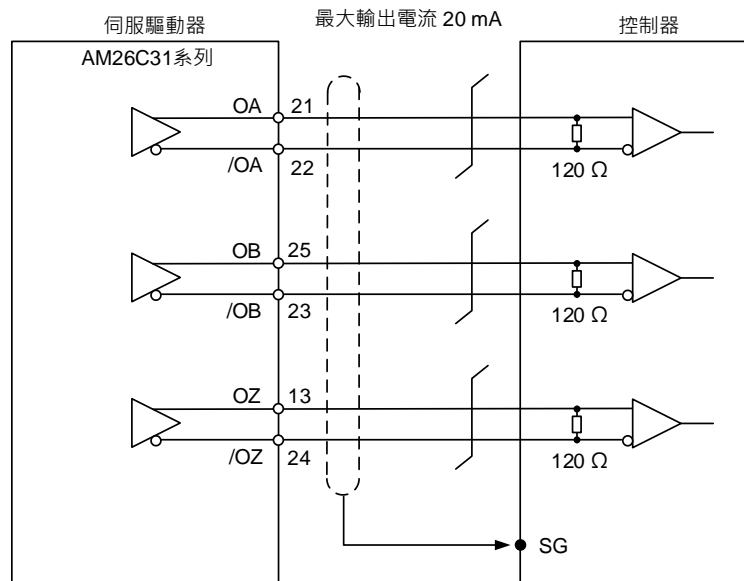 伺服驅動器
最大輸出電流 20 mA
控制器
AM26C31系列
OA 21
/OA 22
120 Ω
OB 25
/OB 23
120 Ω
OZ 13
/OZ 24
120 Ω
SG